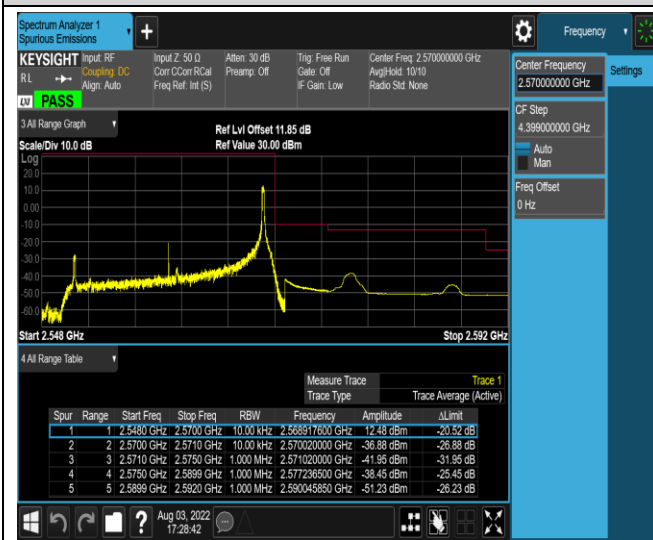 Spectrum Analyzer 1
Spurious Emissions
Frequency
KEYSIGHT Input: RF Input Z: 50 Ω Atten: 30 dB Trig: Free Run Center Freq: 2.570000000 GHz
RL Coupling: DC Corr CCorr RCal Preamp: Off Gate: Off Avg|Hold: 10/10
Align: Auto Freq Ref: Int (S) IF Gain: Low Radio Std: None
LXI PASS
Center Frequency
2.570000000 GHz
Settings
CF Step
4.399000000 GHz
Auto
Man
Freq Offset
0 Hz
3 All Range Graph
Ref Lvl Offset 11.85 dB
Scale/Div 10.0 dB Ref Value 30.00 dBm
Log
20.0
10.0
0.00
-10.0
-20.0
-30.0
-40.0
-50.0
-60.0
Start 2.548 GHz Stop 2.592 GHz
4 All Range Table
Measure Trace Trace 1
Trace Type Trace Average (Active)
Spur Range Start Freq Stop Freq RBW Frequency Amplitude ΔLimit
1 1 2.5480 GHz 2.5700 GHz 10.00 kHz 2.568917600 GHz 12.48 dBm -20.52 dB
2 2 2.5700 GHz 2.5710 GHz 10.00 kHz 2.570020000 GHz -36.88 dBm -26.88 dB
3 3 2.5710 GHz 2.5750 GHz 1.000 MHz 2.571020000 GHz -41.95 dBm -31.95 dB
4 4 2.5750 GHz 2.5899 GHz 1.000 MHz 2.577236500 GHz -38.45 dBm -25.45 dB
5 5 2.5899 GHz 2.5920 GHz 1.000 MHz 2.590045850 GHz -51.23 dBm -26.23 dB
Aug 03, 2022
17:28:42